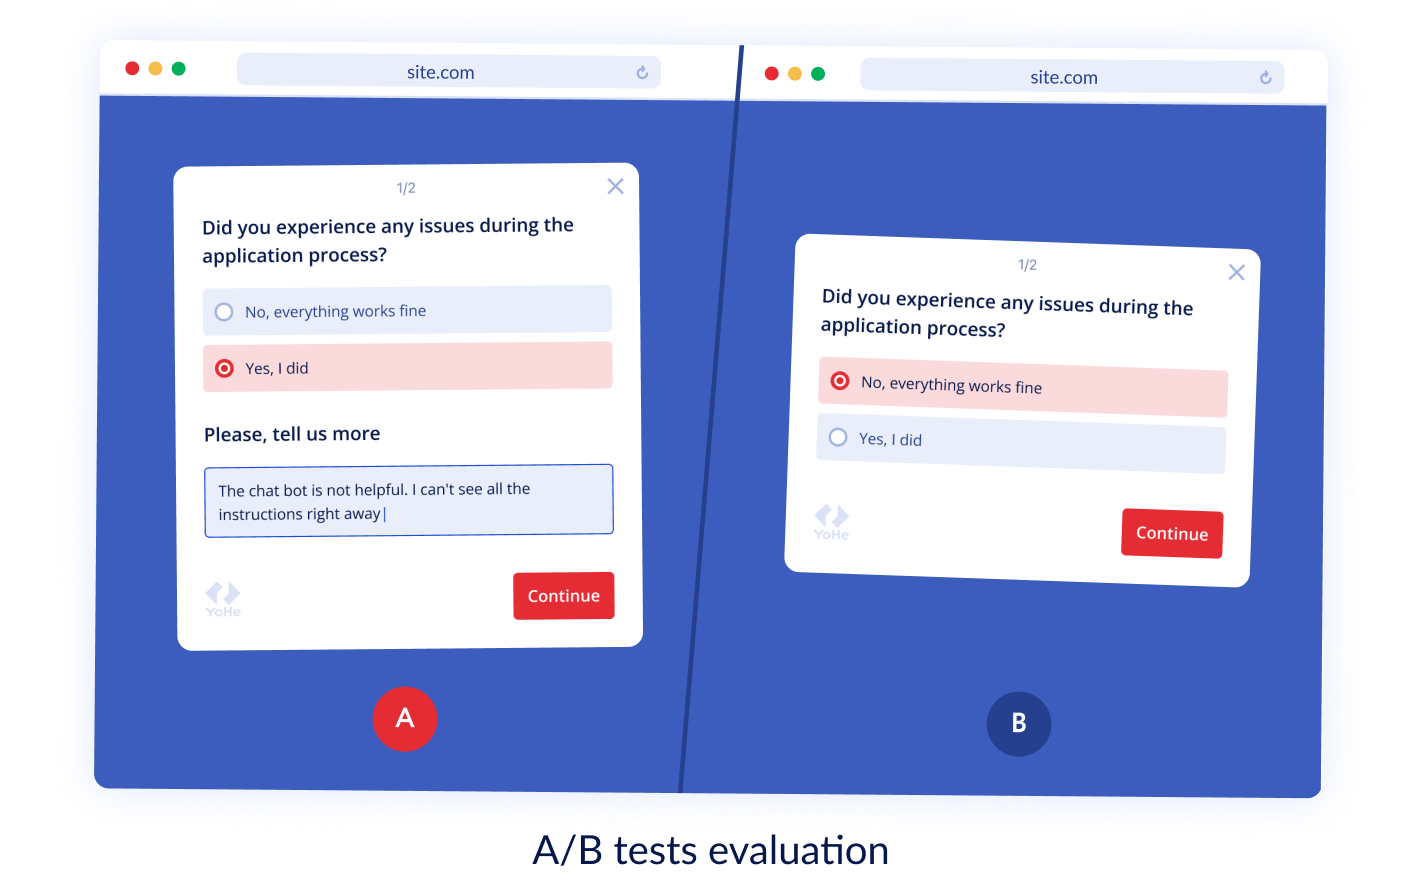 site.com
1/2
Did you experience any issues during the
application process?
No, everything works fine
Yes, I did
Please, tell us more
The chat bot is not helpful. I can't see all the
instructions right away
YoHe
Continue
A
site.com
1/2
Did you experience any issues during the
application process?
No, everything works fine
Yes, I did
YoHe
Continue
B
A/B tests evaluation